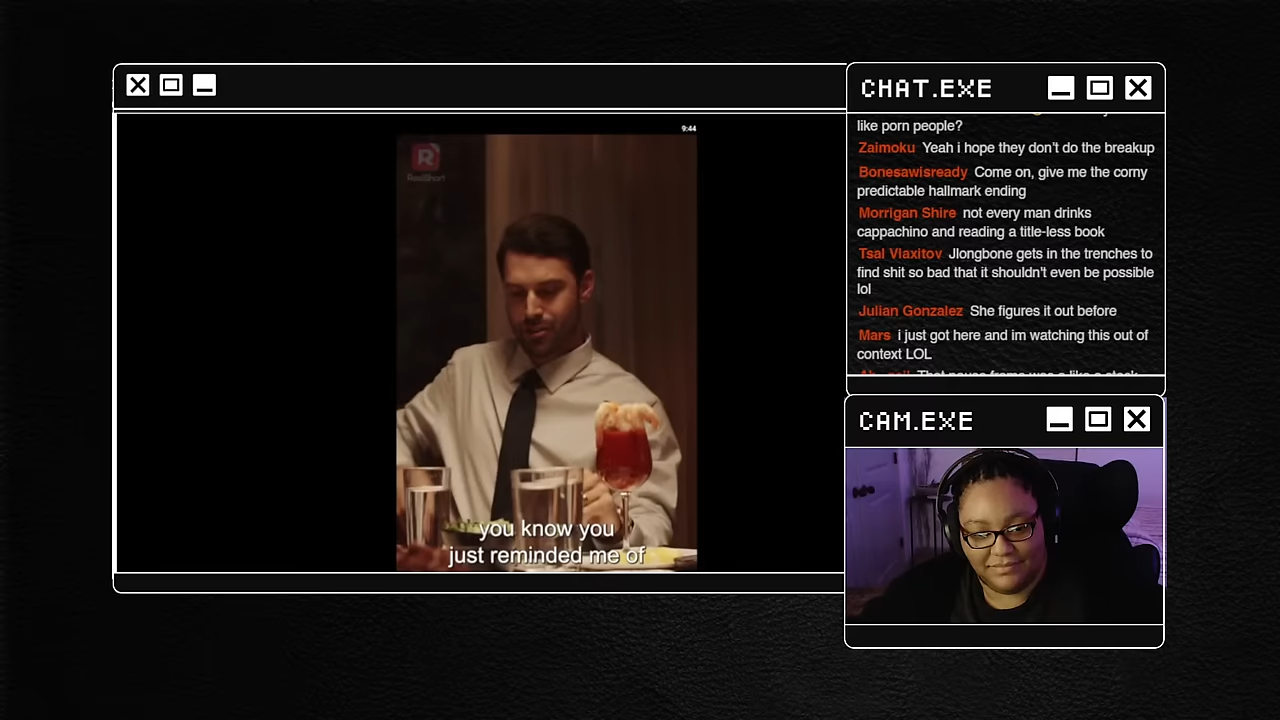 9:44
R
ReelShort
you know you
just reminded me of
CHAT.EXE
like porn people?
Zaimoku Yeah i hope they don't do the breakup
Bonesawisready Come on, give me the corny
predictable hallmark ending
Morrigan Shire not every man drinks
cappachino and reading a title-less book
Tsal Vlaxitov Jlongbone gets in the trenches to
find shit so bad that it shouldn't even be possible
lol
Julian Gonzalez She figures it out before
Mars i just got here and im watching this out of
context LOL
CAM.EXE